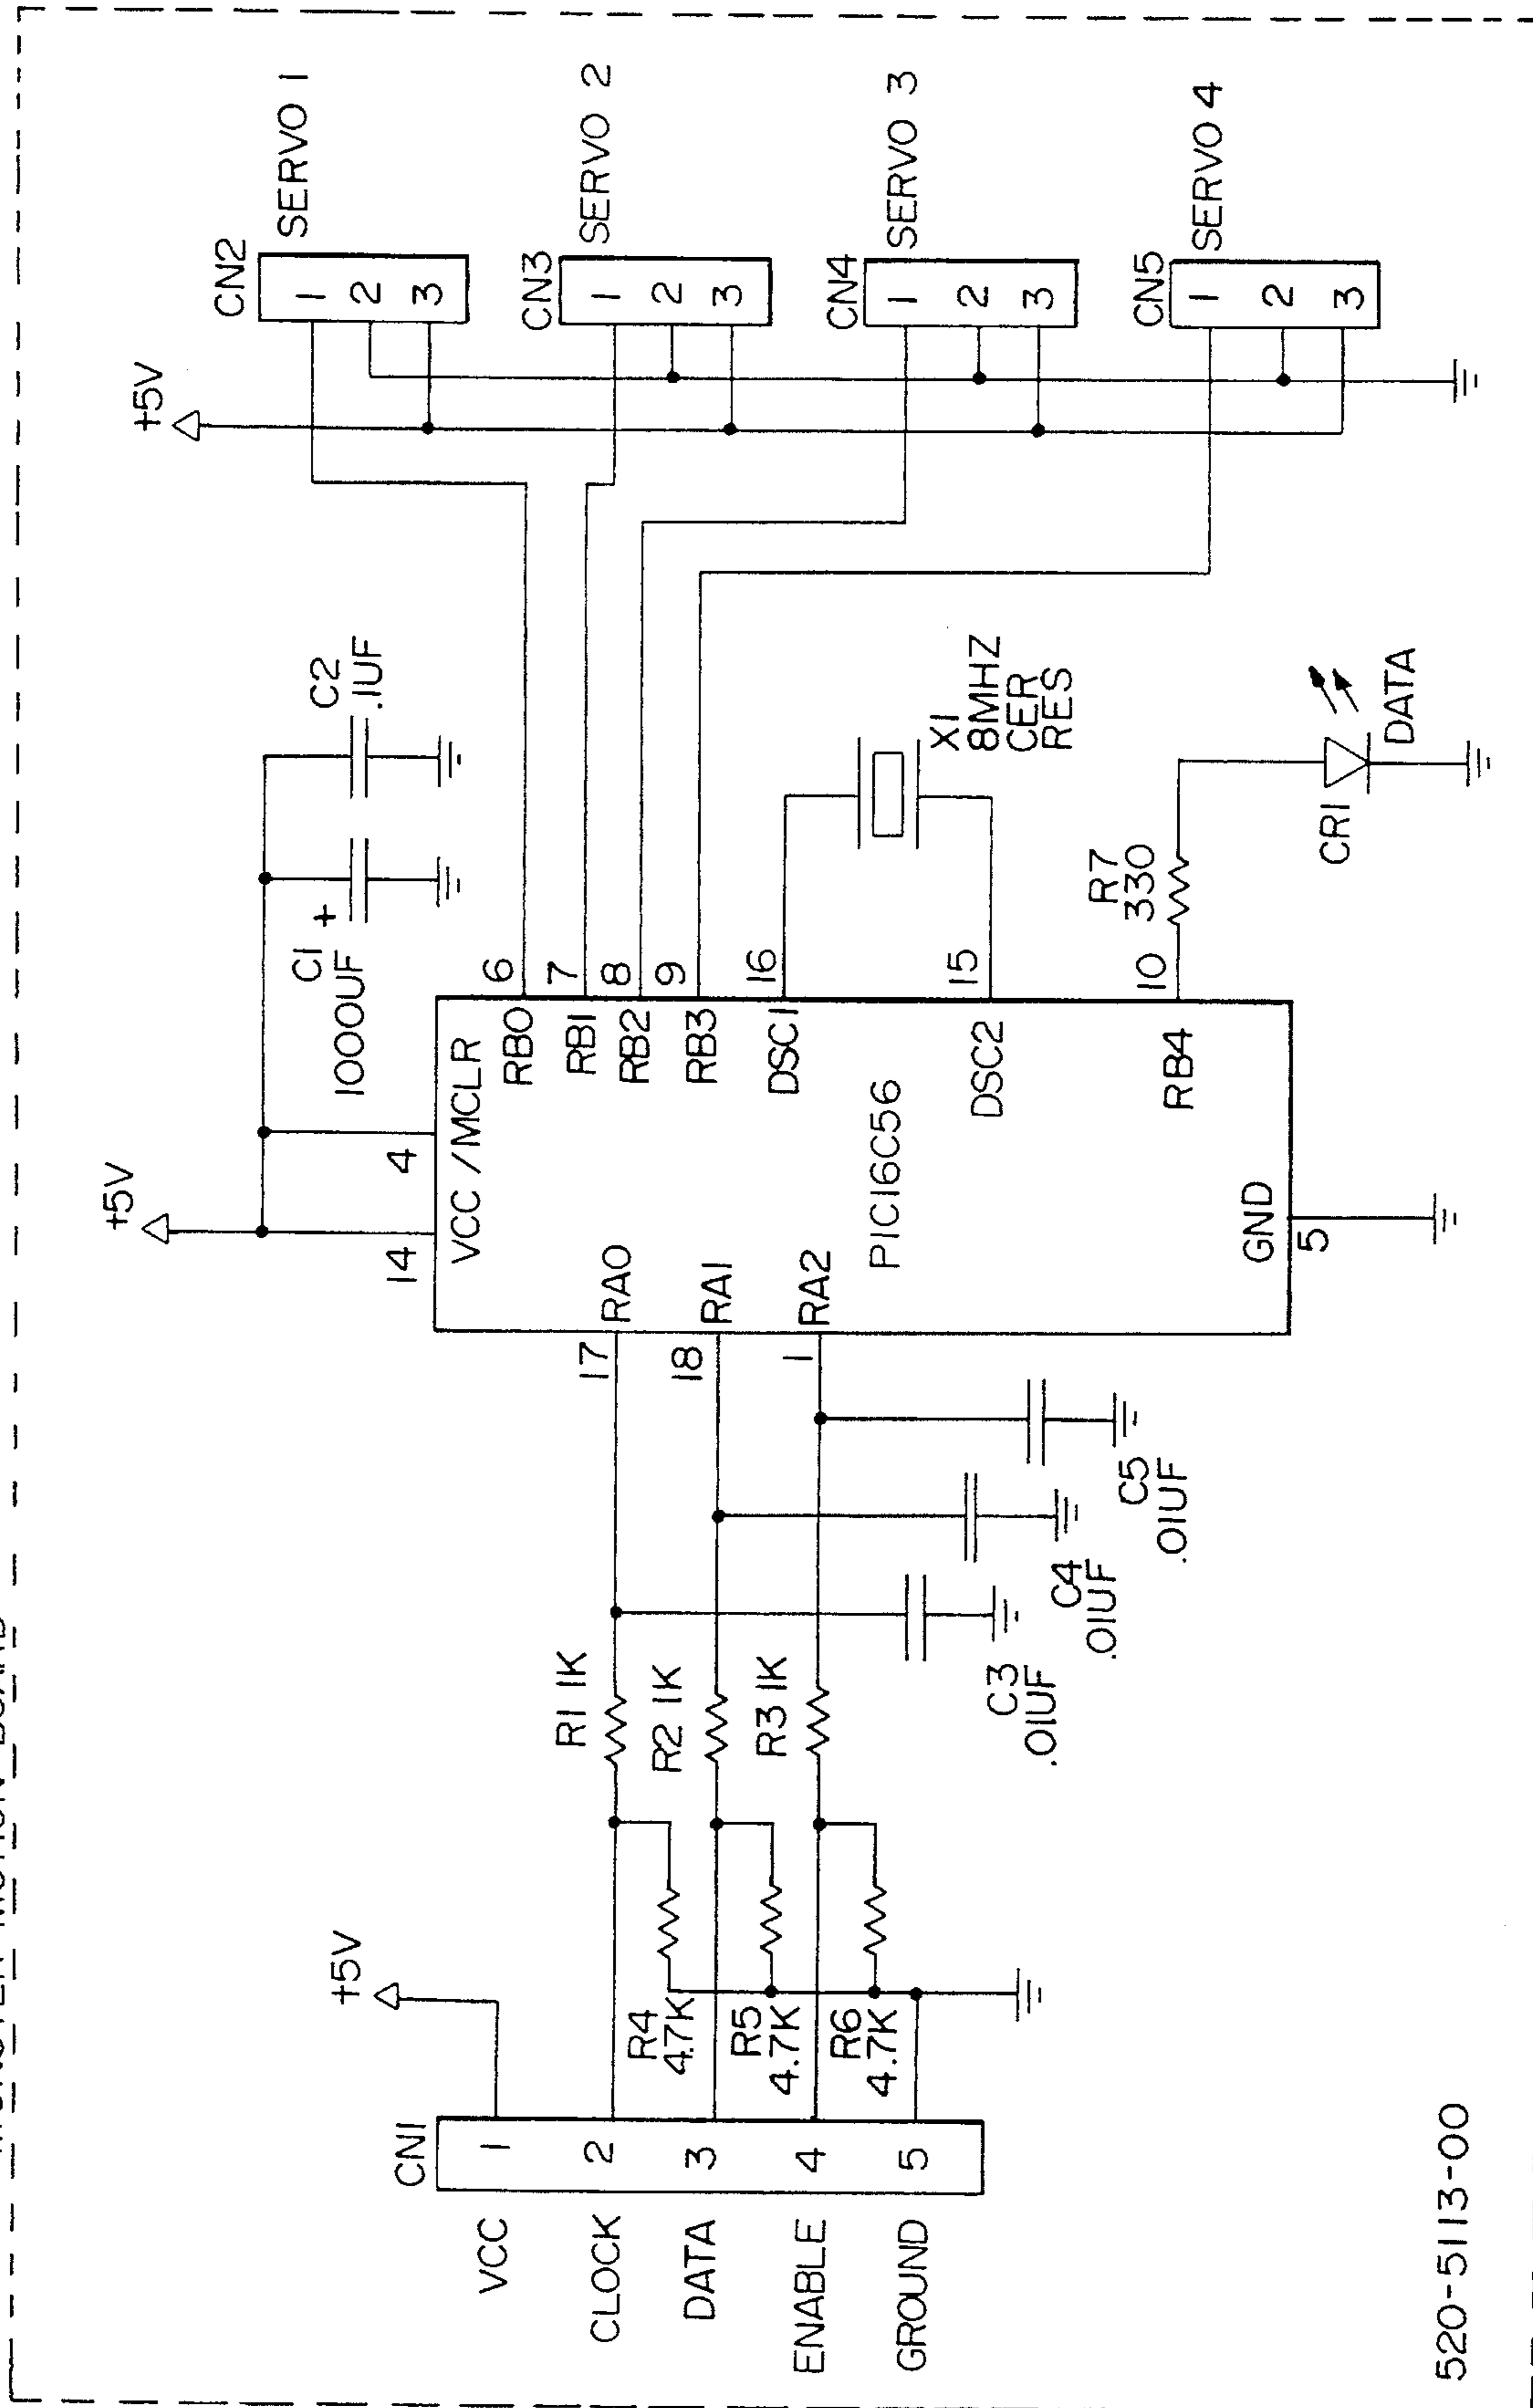 MONSTER MOTION BOARD
+5V
+5V
+5V
CN1
VCC
1
CLOCK
2
DATA
3
ENABLE
4
GROUND
5
R4
4.7K
R5
4.7K
R6
4.7K
R1 1K
R2 1K
R3 1K
C3
.01UF
C4
.01UF
C5
.01UF
14
4
VCC /MCLR
17
RA0
18
RA1
1
RA2
PIC16C56
GND
5
C1 +
1000UF
C2
.1UF
RB0
6
RB1
7
RB2
8
RB3
9
DSC1
16
DSC2
15
RB4
10
X1
8MHZ
CER
RES
R7
330
CR1
DATA
CN2
1
2
3
SERVO 1
CN3
1
2
3
SERVO 2
CN4
1
2
3
SERVO 3
CN5
1
2
3
SERVO 4
520-5113-00